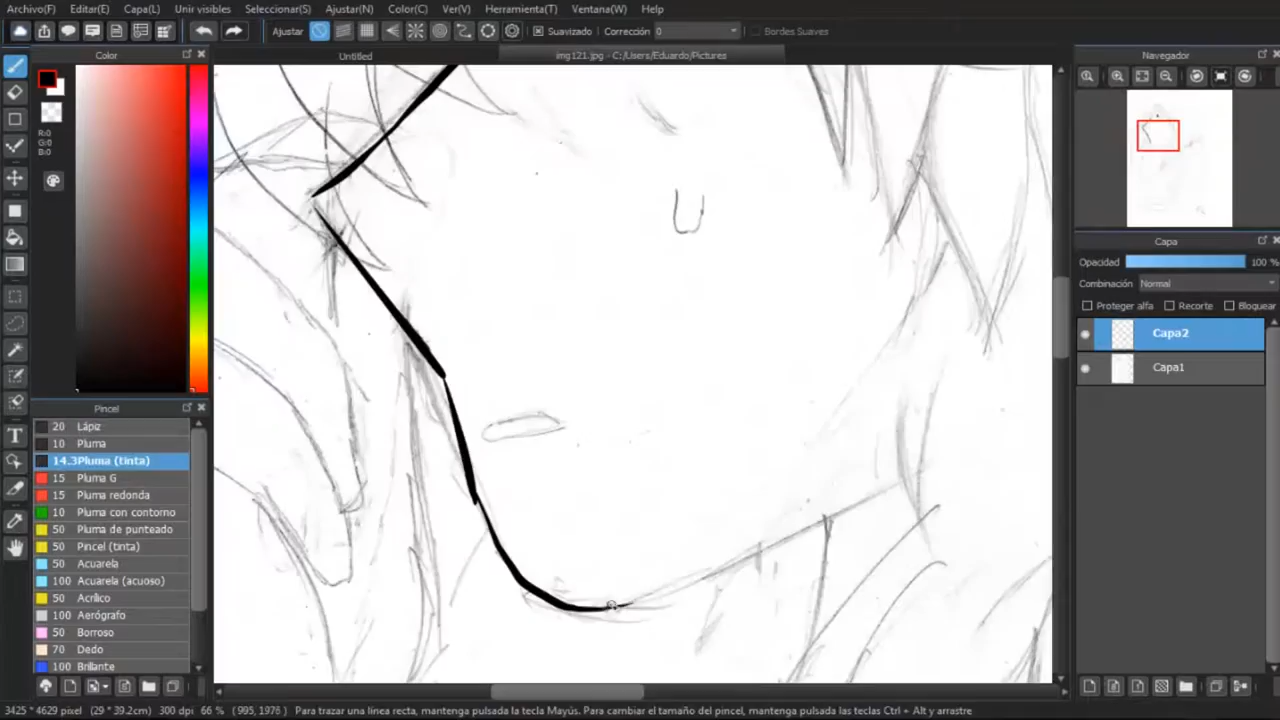 Archivo(F) Editar(E) Capa(L) Unir visibles Seleccionar(S) Ajustar(N) Color(C) Ver(V) Herramienta(T) Ventana(W) Help
Ajustar Suavizado Corrección 0 Bordes Suaves
Color
Untitled
img121.jpg - C:/Users/Eduardo/Pictures
Navegador
R:0
G:0
B:0
Capa
Opacidad 100 %
Combinación Normal
Proteger alfa Recorte Bloquear
Capa2
Capa1
Pincel
20 Lápiz
10 Pluma
14.3 Pluma (tinta)
15 Pluma G
15 Pluma redonda
10 Pluma con contorno
50 Pluma de punteado
50 Pincel (tinta)
50 Acuarela
100 Acuarela (acuoso)
50 Acrílico
100 Aerógrafo
50 Borroso
70 Dedo
100 Brillante
3425 * 4629 pixel (29 * 39.2cm) 300 dpi 66 % (995, 1978) Para trazar una línea recta, mantenga pulsada la tecla Mayús. Para cambiar el tamaño del pincel, mantenga pulsada las teclas Ctrl + Alt y arrastre